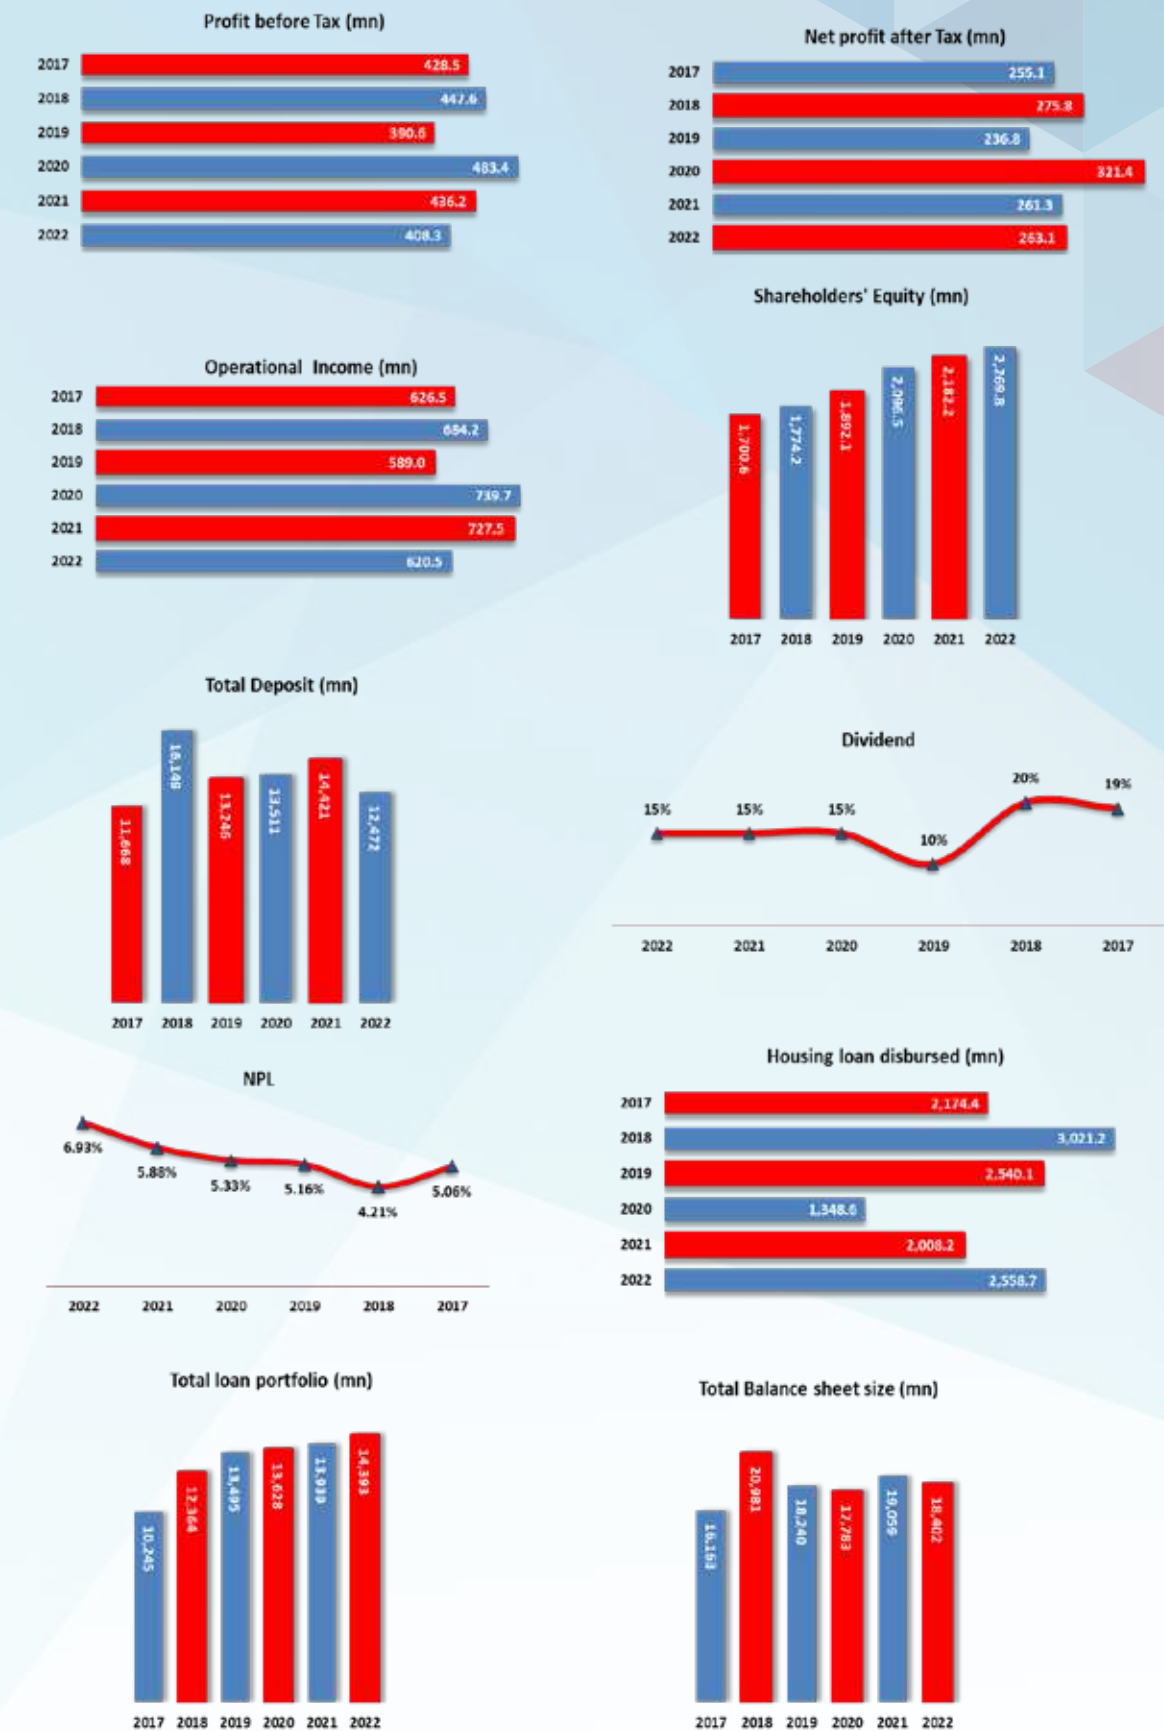 Profit before Tax (mn)
2017 428.5
2018 447.6
2019 390.6
2020 483.4
2021 436.2
2022 408.3
Net profit after Tax (mn)
2017 255.1
2018 275.8
2019 236.8
2020 321.4
2021 261.3
2022 263.1
Operational Income (mn)
2017 626.5
2018 684.2
2019 589.0
2020 739.7
2021 727.5
2022 620.5
Shareholders' Equity (mn)
1,700.6 1,774.2 1,892.1 2,096.5 2,182.2 2,269.8
2017 2018 2019 2020 2021 2022
Total Deposit (mn)
11,668 16,148 13,246 13,511 14,421 12,472
2017 2018 2019 2020 2021 2022
Dividend
15% 15% 15% 10% 20% 19%
2022 2021 2020 2019 2018 2017
NPL
6.93% 5.88% 5.33% 5.16% 4.21% 5.06%
2022 2021 2020 2019 2018 2017
Housing loan disbursed (mn)
2017 2,174.4
2018 3,021.2
2019 2,540.1
2020 1,348.6
2021 2,008.2
2022 2,558.7
Total loan portfolio (mn)
10,245 12,364 13,495 13,628 13,939 14,393
2017 2018 2019 2020 2021 2022
Total Balance sheet size (mn)
16,163 20,981 18,240 17,783 19,059 18,402
2017 2018 2019 2020 2021 2022